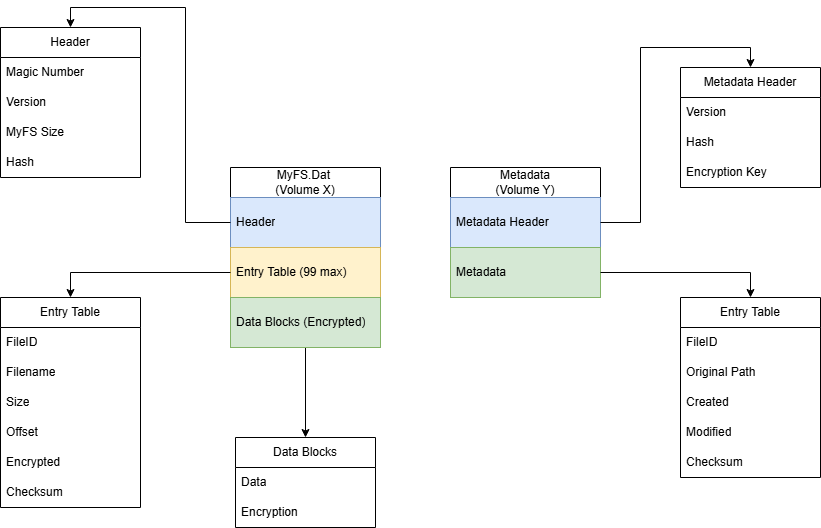 Header
Magic Number
Version
MyFS Size
Hash
Metadata Header
Version
Hash
Encryption Key
MyFS.Dat
(Volume X)
Header
Entry Table (99 max)
Data Blocks (Encrypted)
Metadata
(Volume Y)
Metadata Header
Metadata
Entry Table
FileID
Filename
Size
Offset
Encrypted
Checksum
Data Blocks
Data
Encryption
Entry Table
FileID
Original Path
Created
Modified
Checksum